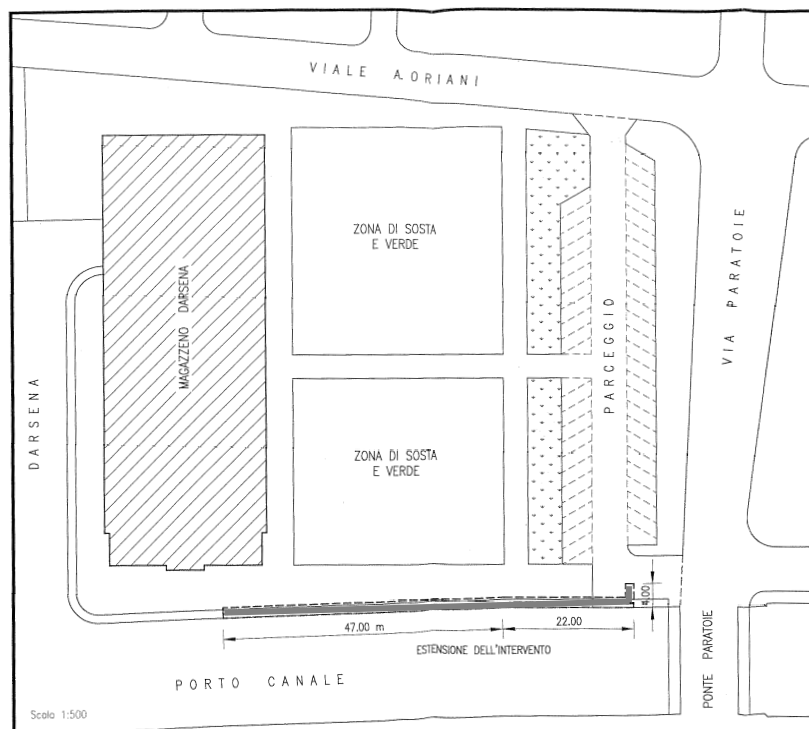 VIALE A.ORIANI
ZONA DI SOSTA
E VERDE
MAGAZZENO DARSENA
PARCEGGIO
VIA PARATOIE
DARSENA
ZONA DI SOSTA
E VERDE
4.00
47.00 m
22.00
ESTENSIONE DELL'INTERVENTO
PORTO CANALE
PONTE PARATOIE
Scala 1:500